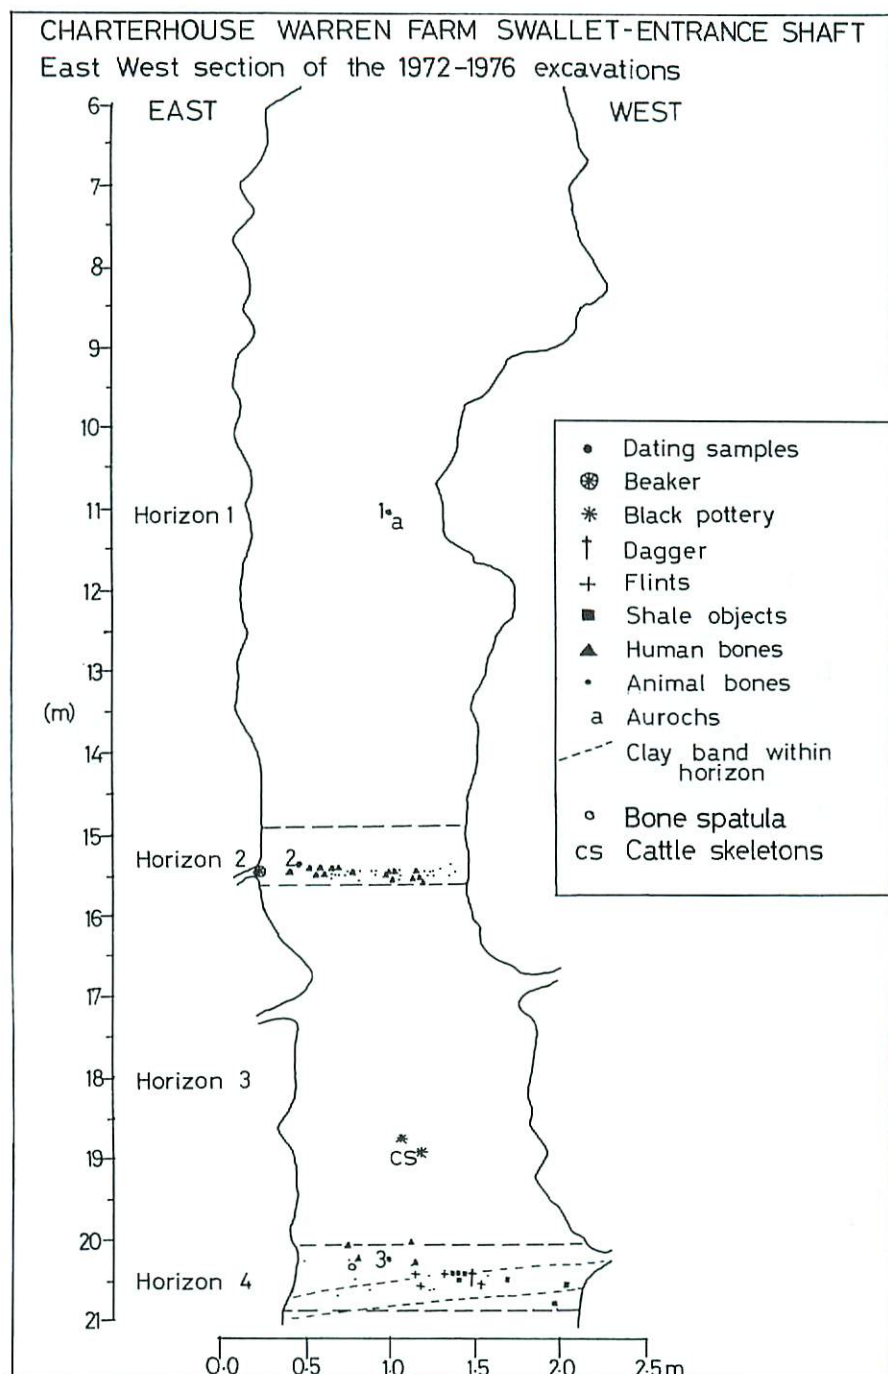 CHARTERHOUSE WARREN FARM SWALLET-ENTRANCE SHAFT
East West section of the 1972-1976 excavations
EAST
WEST
6
7
8
9
10
11
12
13
(m)
14
15
16
17
18
19
20
21
Horizon 1
1
a
Horizon 2
2
Horizon 3
cs
Horizon 4
3
Dating samples
Beaker
Black pottery
Dagger
Flints
Shale objects
Human bones
Animal bones
a Aurochs
Clay band within
horizon
Bone spatula
cs Cattle skeletons
0.0 0.5 1.0 1.5 2.0 2.5m